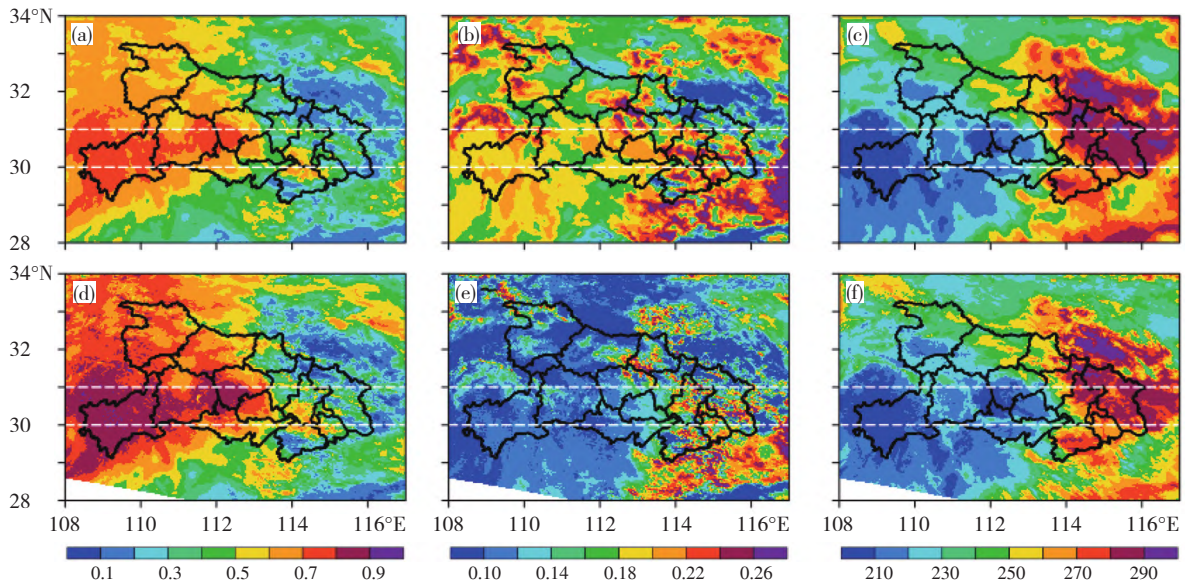 34°N
(a)
(b)
(c)
32
30
28
34°N
(d)
(e)
(f)
32
30
28
108 110 112 114 116°E
108 110 112 114 116°E
108 110 112 114 116°E
0.1 0.3 0.5 0.7 0.9
0.10 0.14 0.18 0.22 0.26
210 230 250 270 290